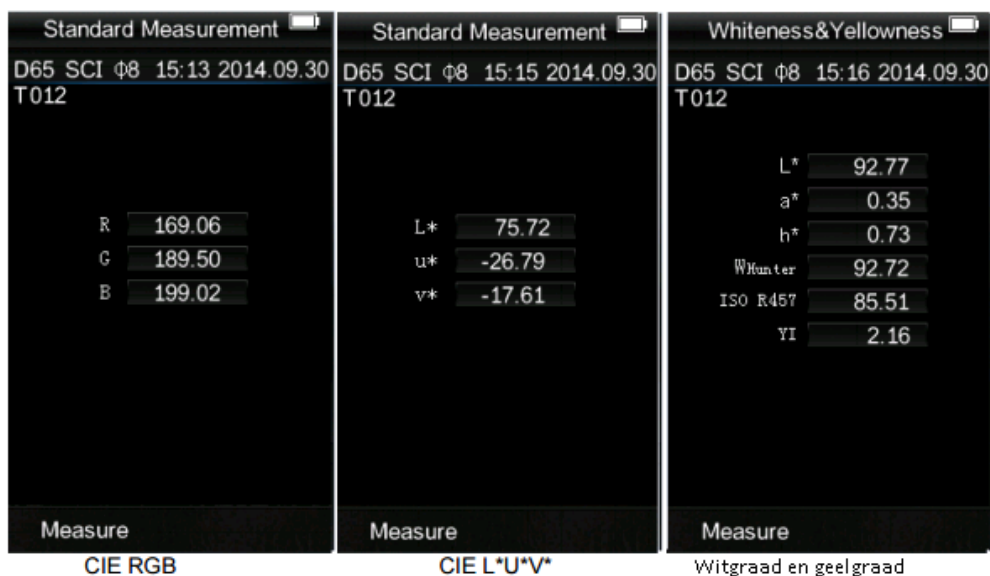 Standard Measurement
D65 SCI Φ8 15:13 2014.09.30
T012
R 169.06
G 189.50
B 199.02
Measure
CIE RGB
Standard Measurement
D65 SCI Φ8 15:15 2014.09.30
T012
L* 75.72
u* -26.79
v* -17.61
Measure
CIE L*U*V*
Whiteness&Yellowness
D65 SCI Φ8 15:16 2014.09.30
T012
L* 92.77
a* 0.35
h* 0.73
WHunter 92.72
ISO R457 85.51
YI 2.16
Measure
Witgraad en geelgraad